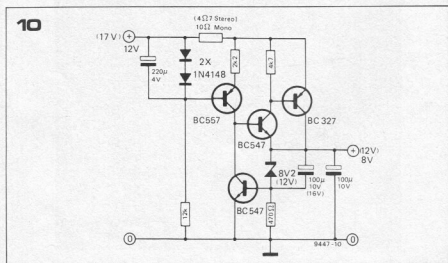 10
(4Ω7 Stereo)
10Ω Mono
(17V)
12V
220µ
4V
2X
1N4148
2k2
4k7
BC557
BC547
BC327
(12V)
8V
8V2
(12V)
100µ
10V
(16V)
100µ
10V
BC547
12k
470Ω
9447-10
0
0